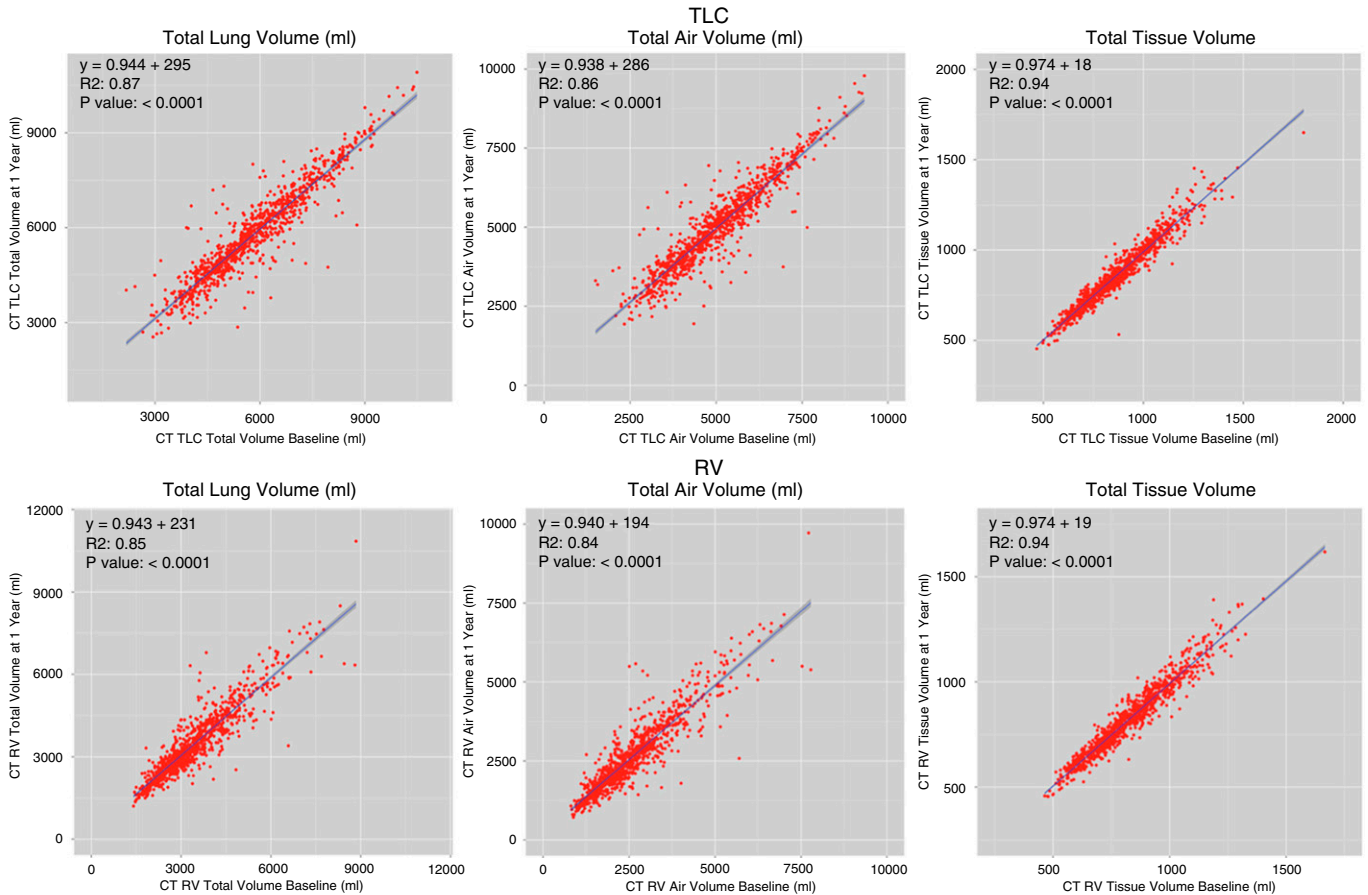 TLC
Total Lung Volume (ml)
y = 0.944 + 295
R2: 0.87
P value: < 0.0001
CT TLC Total Volume at 1 Year (ml)
9000
6000
3000
3000 6000 9000
CT TLC Total Volume Baseline (ml)
Total Air Volume (ml)
y = 0.938 + 286
R2: 0.86
P value: < 0.0001
CT TLC Air Volume at 1 Year (ml)
10000
7500
5000
2500
0
0 2500 5000 7500 10000
CT TLC Air Volume Baseline (ml)
Total Tissue Volume
y = 0.974 + 18
R2: 0.94
P value: < 0.0001
CT TLC Tissue Volume at 1 Year (ml)
2000
1500
1000
500
500 1000 1500 2000
CT TLC Tissue Volume Baseline (ml)
RV
Total Lung Volume (ml)
y = 0.943 + 231
R2: 0.85
P value: < 0.0001
CT RV Total Volume at 1 Year (ml)
12000
9000
6000
3000
0
0 3000 6000 9000 12000
CT RV Total Volume Baseline (ml)
Total Air Volume (ml)
y = 0.940 + 194
R2: 0.84
P value: < 0.0001
CT RV Air Volume at 1 Year (ml)
10000
7500
5000
2500
0
0 2500 5000 7500 10000
CT RV Air Volume Baseline (ml)
Total Tissue Volume
y = 0.974 + 19
R2: 0.94
P value: < 0.0001
CT RV Tissue Volume at 1 Year (ml)
1500
1000
500
500 1000 1500
CT RV Tissue Volume Baseline (ml)